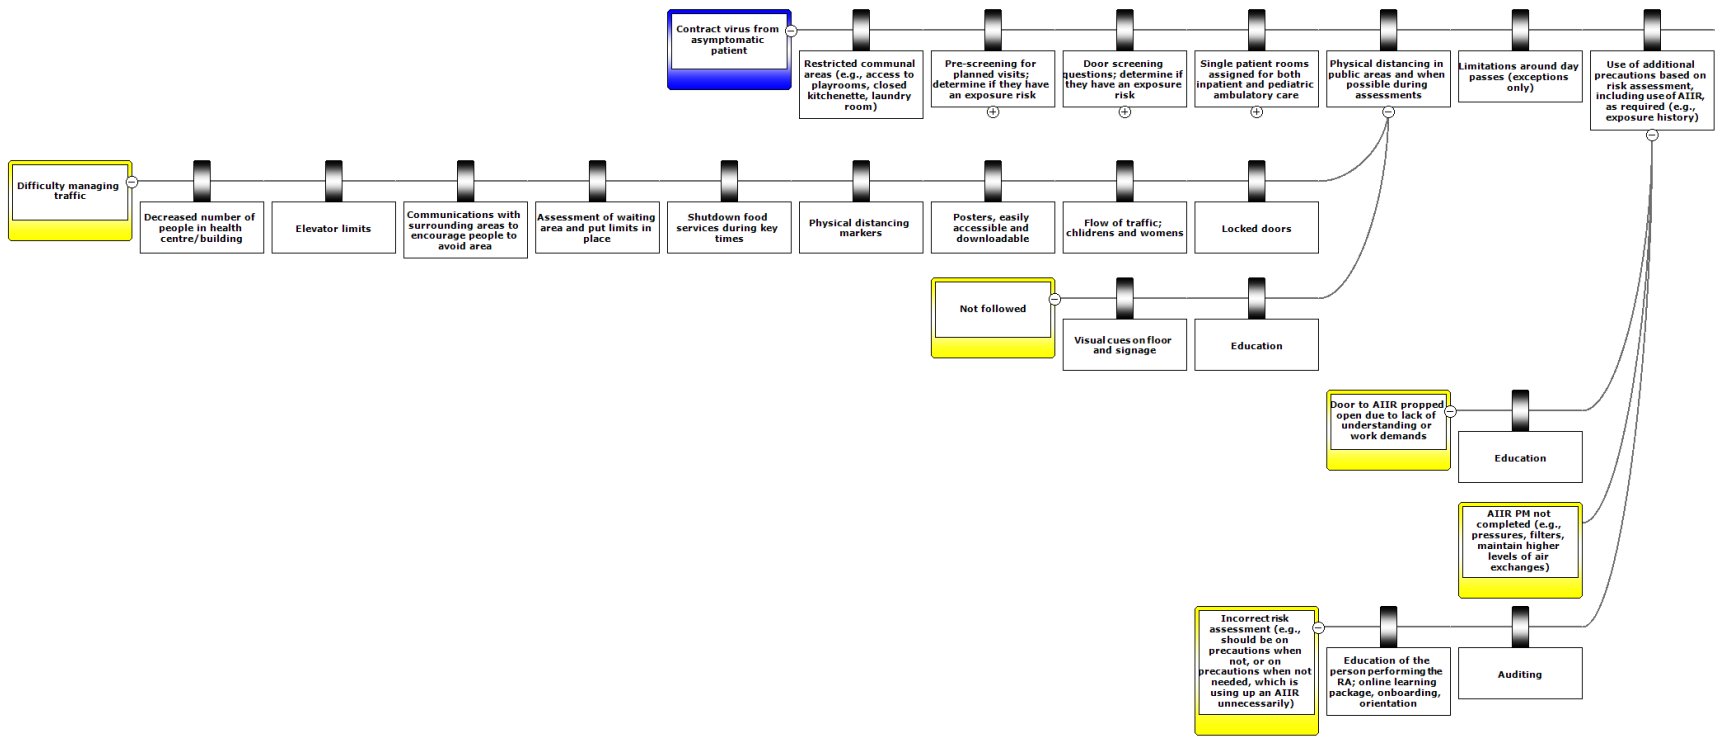 Contract virus from
asymptomatic
patient
Restricted communal
areas (e.g., access to
playrooms, closed
kitchenette, laundry
room)
Pre-screening for
planned visits;
determine if they have
an exposure risk
Door screening
questions; determine if
they have an exposure
risk
Single patient rooms
assigned for both
inpatient and pediatric
ambulatory care
Physical distancing in
public areas and when
possible during
assessments
Limitations around day
passes (exceptions
only)
Use of additional
precautions based on
risk assessment,
including use of AIIR,
as required (e.g.,
exposure history)
Difficulty managing
traffic
Decreased number of
people in health
centre/building
Elevator limits
Communications with
surrounding areas to
encourage people to
avoid area
Assessment of waiting
area and put limits in
place
Shutdown food
services during key
times
Physical distancing
markers
Posters, easily
accessible and
downloadable
Flow of traffic;
chlidrens and womens
Locked doors
Not followed
Visual cues on floor
and signage
Education
Door to AIIR propped
open due to lack of
understanding or
work demands
Education
AIIR PM not
completed (e.g.,
pressures, filters,
maintain higher
levels of air
exchanges)
Incorrect risk
assessment (e.g.,
should be on
precautions when
not, or on
precautions when not
needed, which is
using up an AIIR
unnecessarily)
Education of the
person performing the
RA; online learning
package, onboarding,
orientation
Auditing